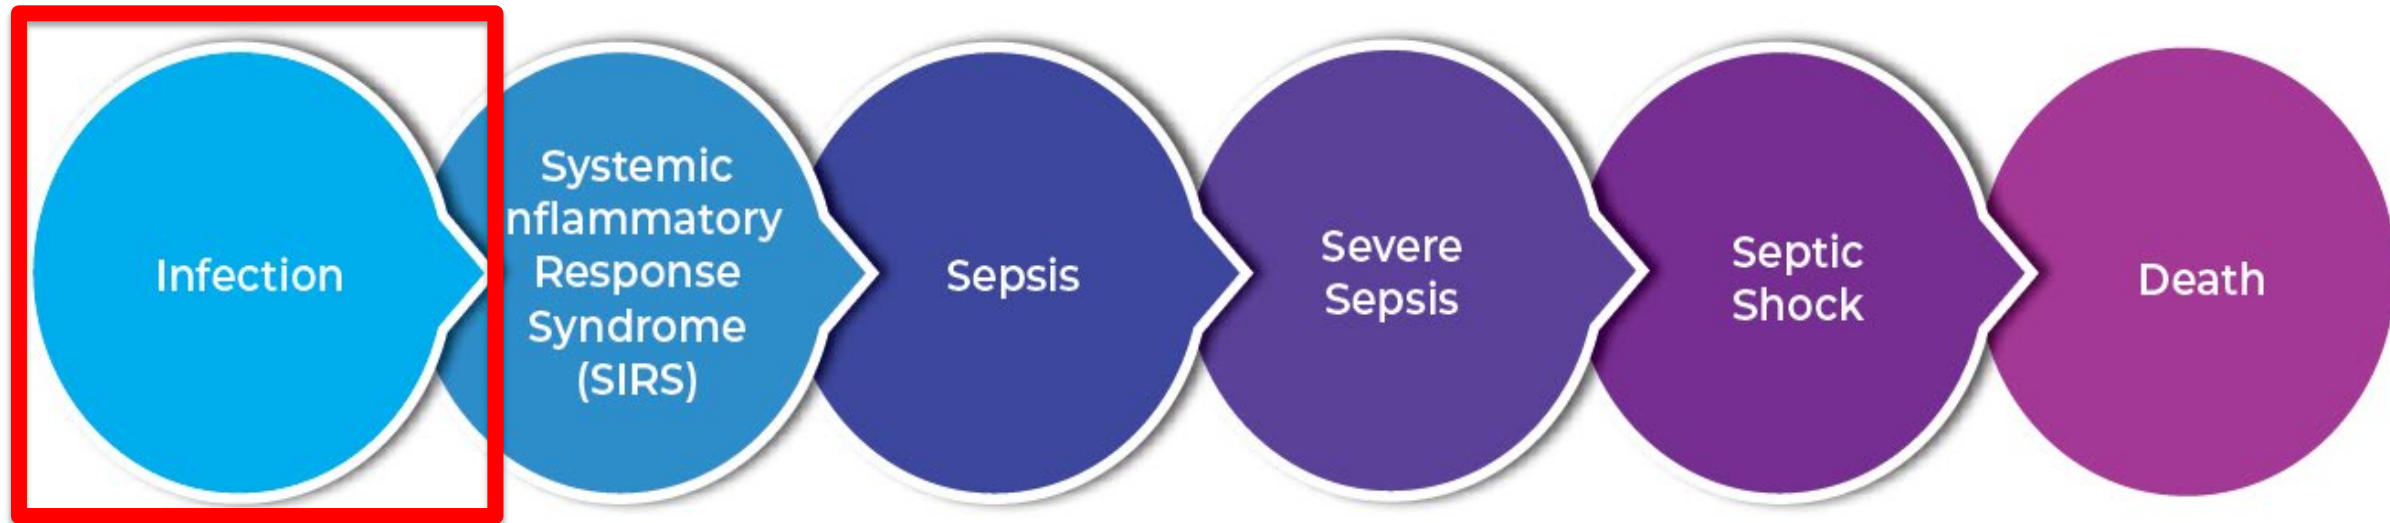 Infection
Systemic
nflammatory
Response
Syndrome
(SIRS)
Sepsis
Severe
Sepsis
Septic
Shock
Death